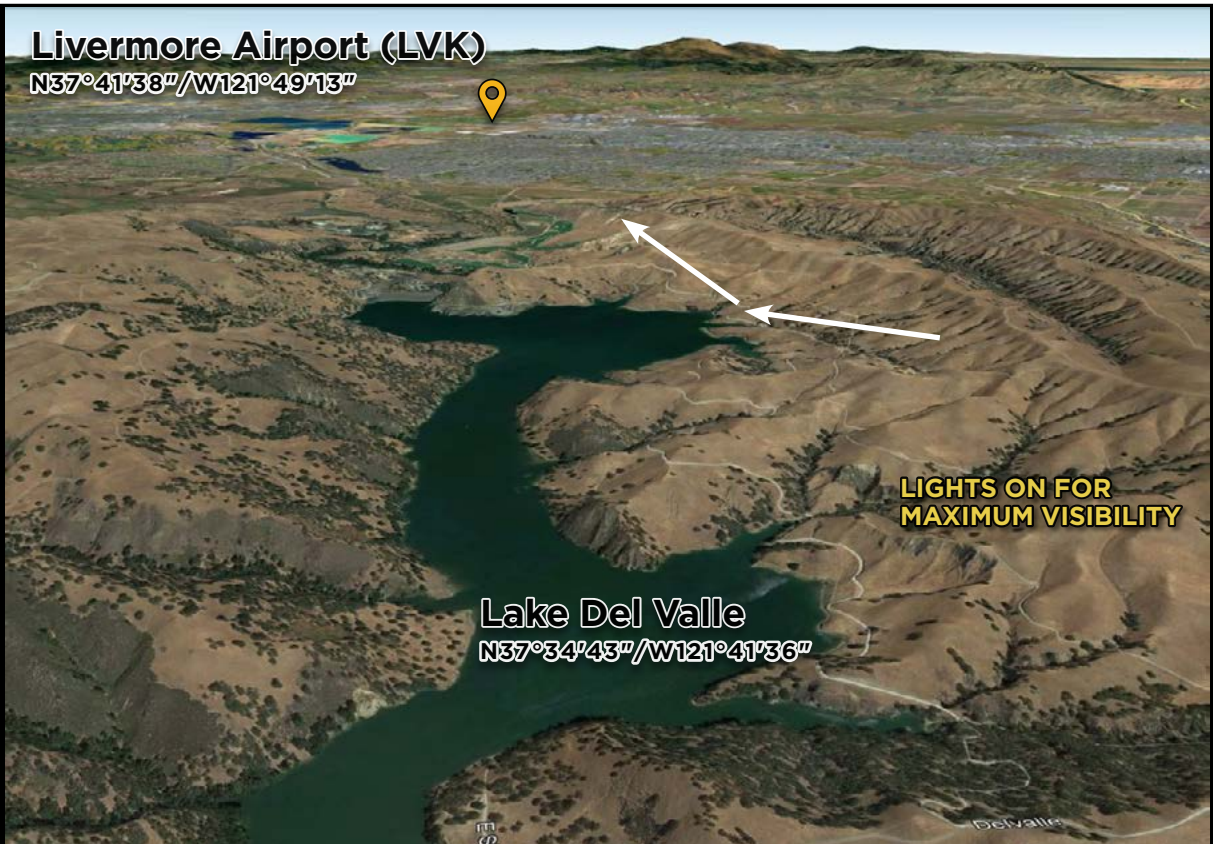 Livermore Airport (LVK)
N37°41'38"/W121°49'13"
LIGHTS ON FOR
MAXIMUM VISIBILITY
Lake Del Valle
N37°34'43"/W121°41'36"
ES
Delvalle